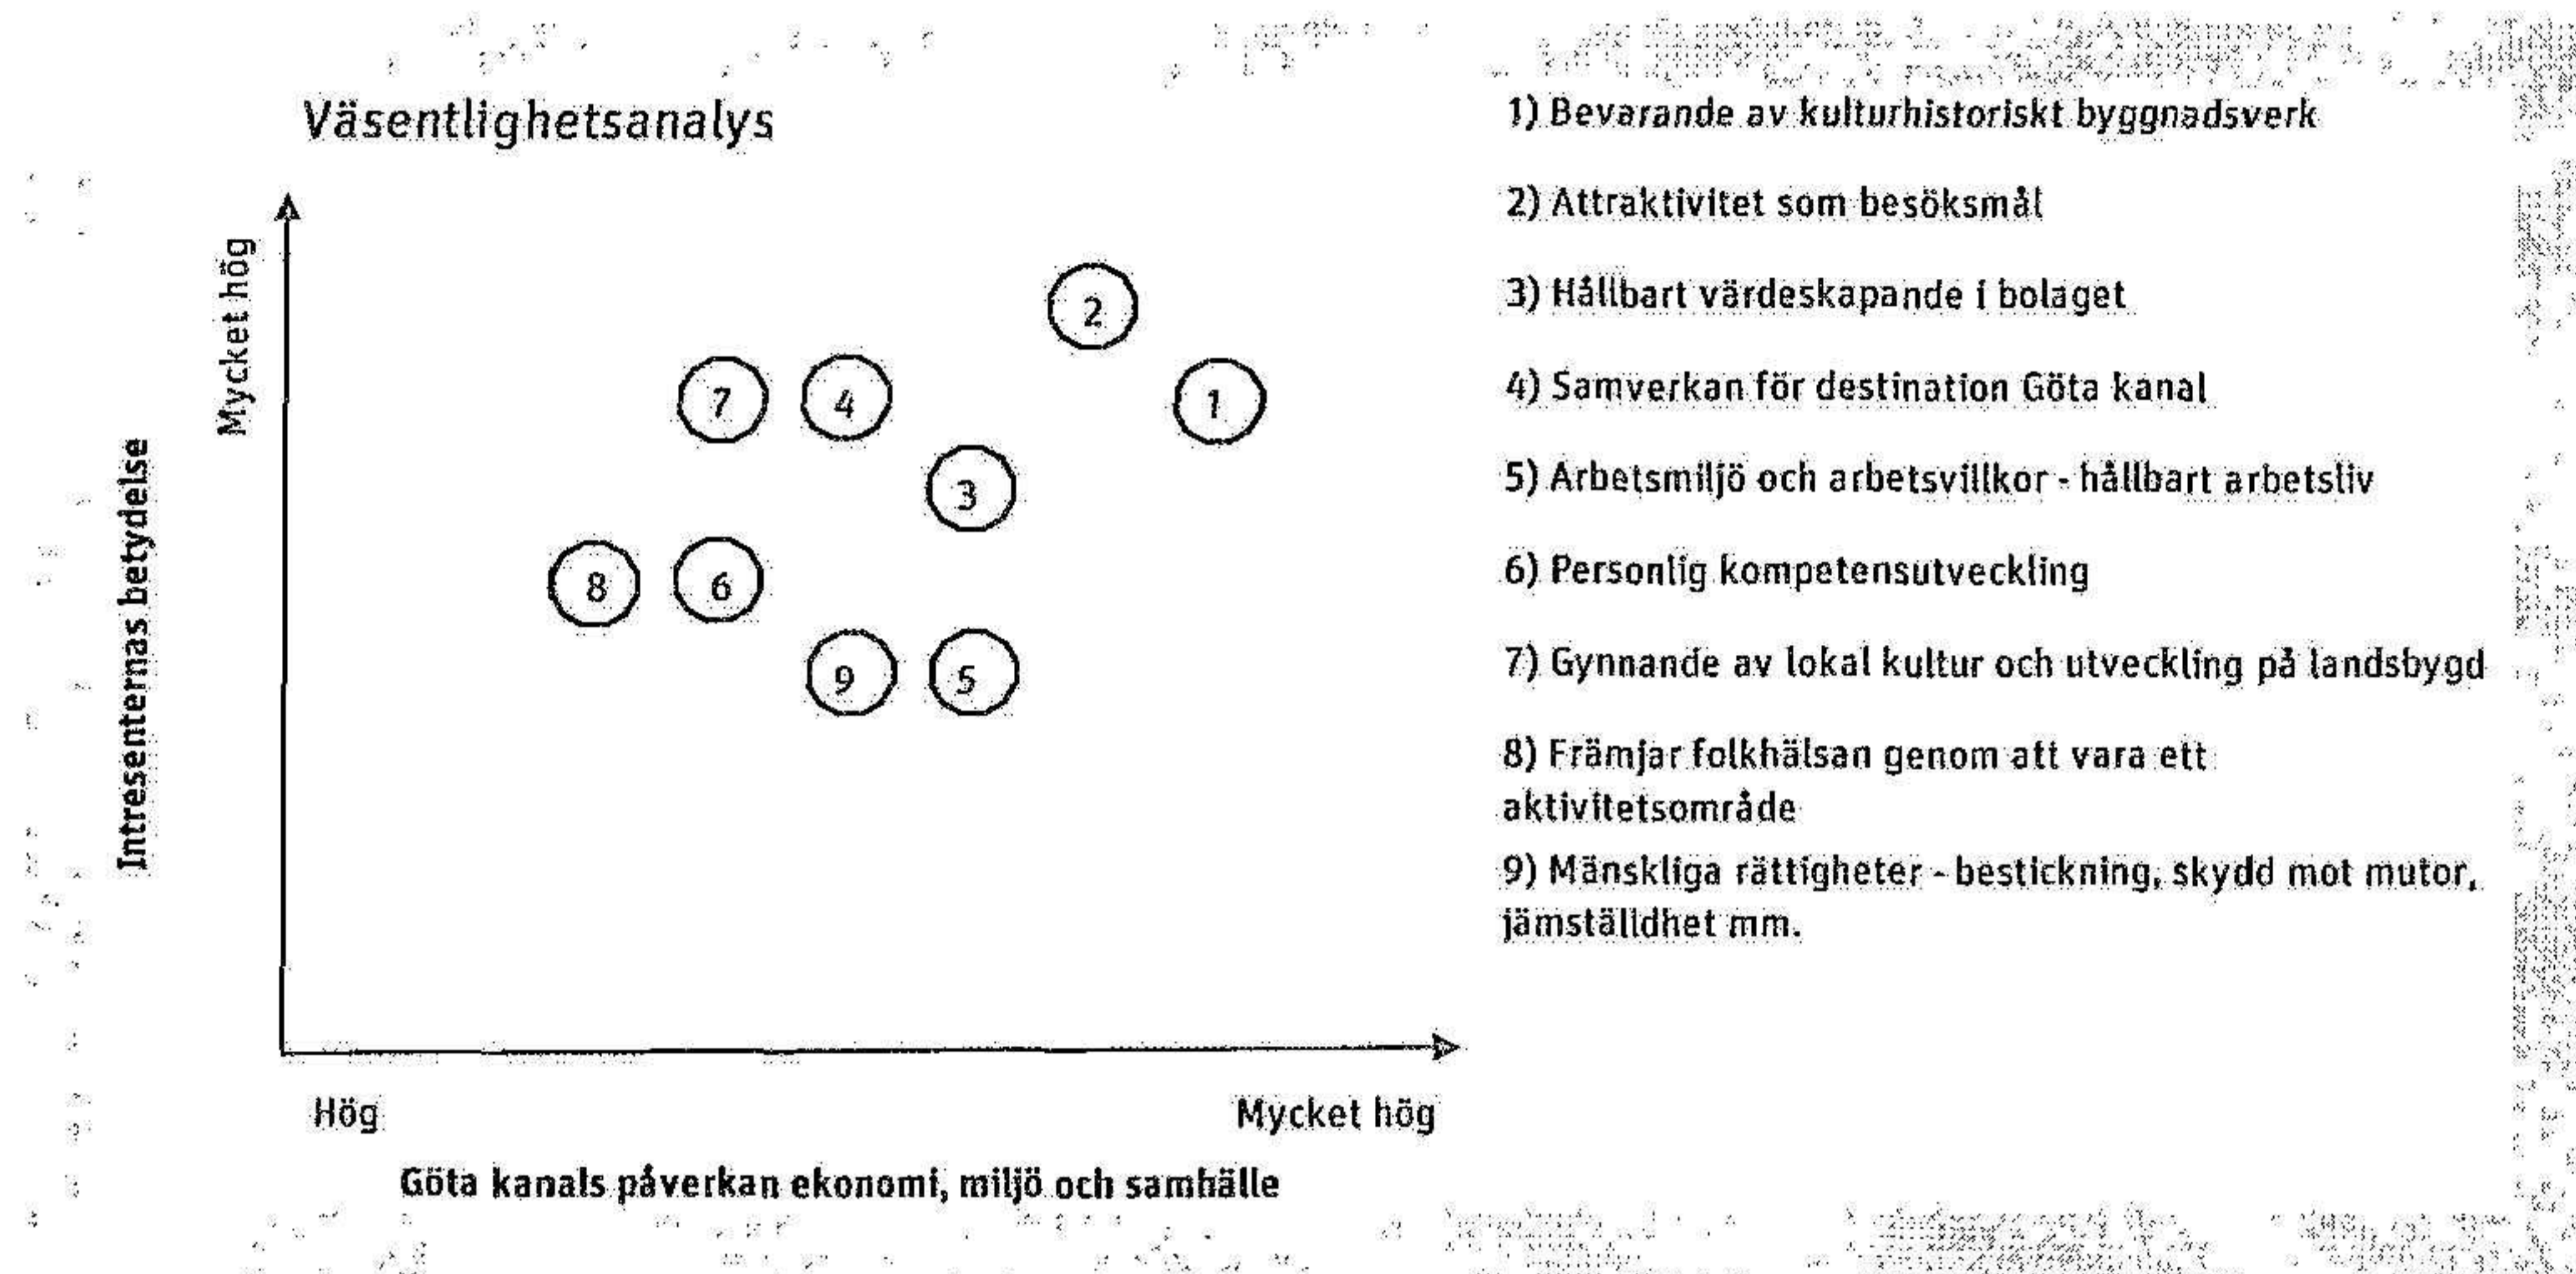 Väsentlighetsanalys
Mycket hög
Intresenternas betydelse
2
7
4
1
3
8
6
9
5
Hög
Mycket hög
Göta kanals påverkan ekonomi, miljö och samhälle
1) Bevarande av kulturhistoriskt byggnadsverk
2) Attraktivitet som besöksmål
3) Hållbart värdeskapande i bolaget
4) Samverkan för destination Göta kanal
5) Arbetsmiljö och arbetsvillkor - hållbart arbetsliv
6) Personlig kompetensutveckling
7) Gynnande av lokal kultur och utveckling på landsbygd
8) Främjar folkhälsan genom att vara ett
aktivitetsområde
9) Mänskliga rättigheter - bestickning, skydd mot mutor,
jämställdhet mm.